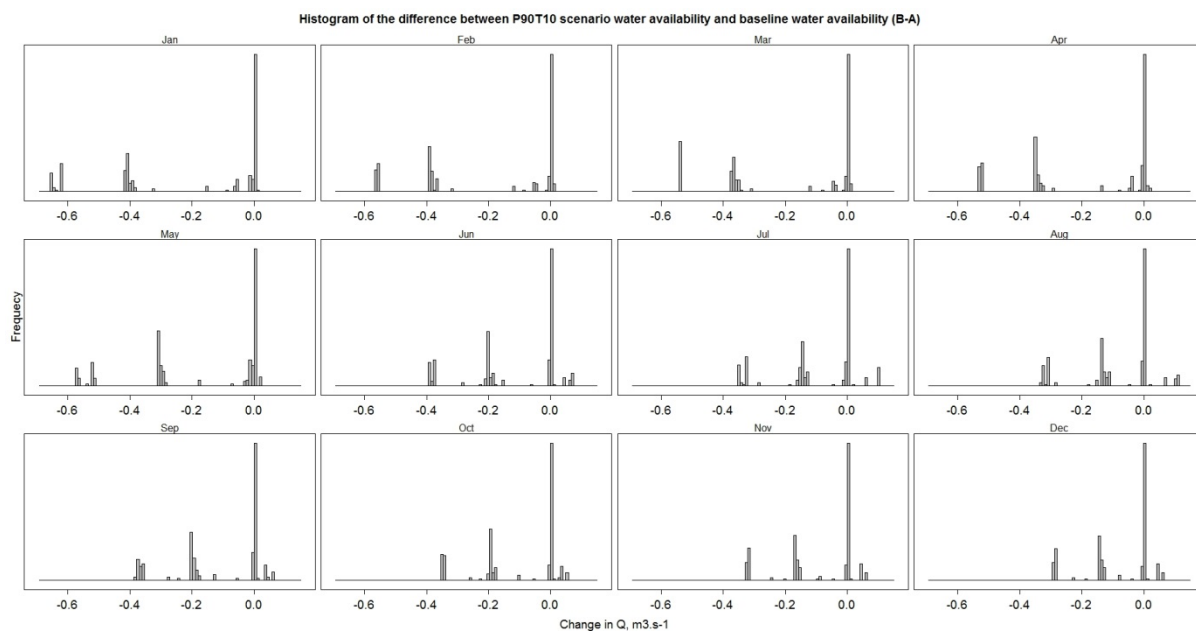 Histogram of the difference between P90T10 scenario water availability and baseline water availability (B-A)
Jan Feb Mar Apr
-0.6 -0.4 -0.2 0.0 -0.6 -0.4 -0.2 0.0 -0.6 -0.4 -0.2 0.0 -0.6 -0.4 -0.2 0.0
May Jun Jul Aug
Frequecy
-0.6 -0.4 -0.2 0.0 -0.6 -0.4 -0.2 0.0 -0.6 -0.4 -0.2 0.0 -0.6 -0.4 -0.2 0.0
Sep Oct Nov Dec
-0.6 -0.4 -0.2 0.0 -0.6 -0.4 -0.2 0.0 -0.6 -0.4 -0.2 0.0 -0.6 -0.4 -0.2 0.0
Change in Q, m3.s-1